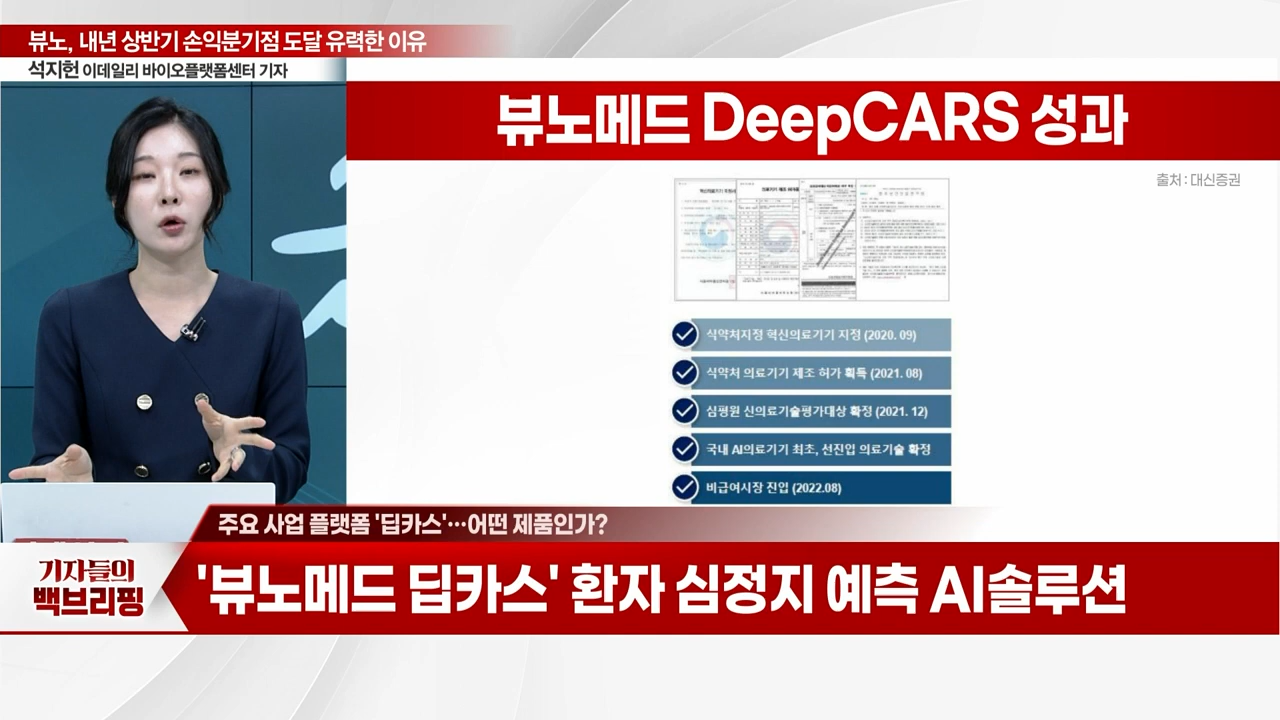 뷰노, 내년 상반기 손익분기점 도달 유력한 이유
석지헌 이데일리 바이오플랫폼센터 기자
뷰노메드 DeepCARS 성과
출처 : 대신증권
식약처지정 혁신의료기기 지정 (2020. 09)
식약처 의료기기 제조 허가 획득 (2021. 08)
심평원 신의료기술평가대상 확정 (2021. 12)
국내 AI의료기기 최초, 선진입 의료기술 확정
비급여시장 진입 (2022.08)
주요 사업 플랫폼 '딥카스'…어떤 제품인가?
기자들의
백브리핑
'뷰노메드 딥카스' 환자 심정지 예측 AI솔루션